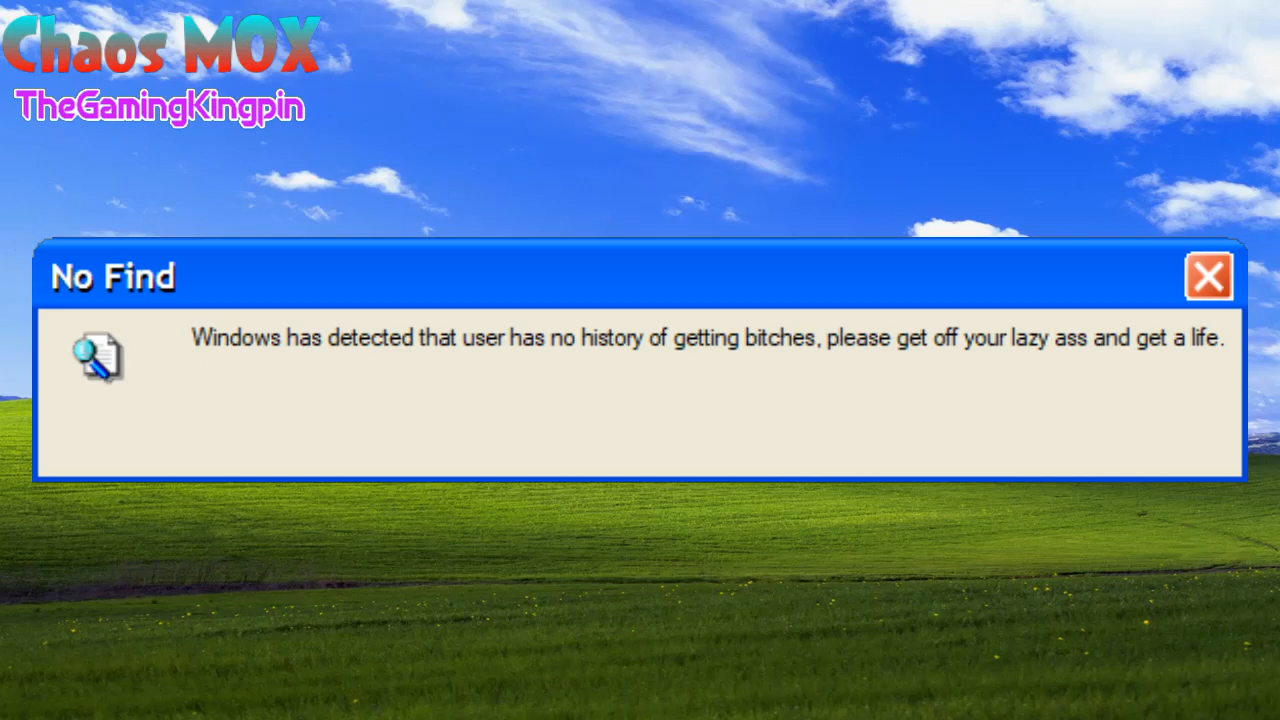 Chaos MOX
TheGamingKingpin
No Find
Windows has detected that user has no history of getting bitches, please get off your lazy ass and get a life.